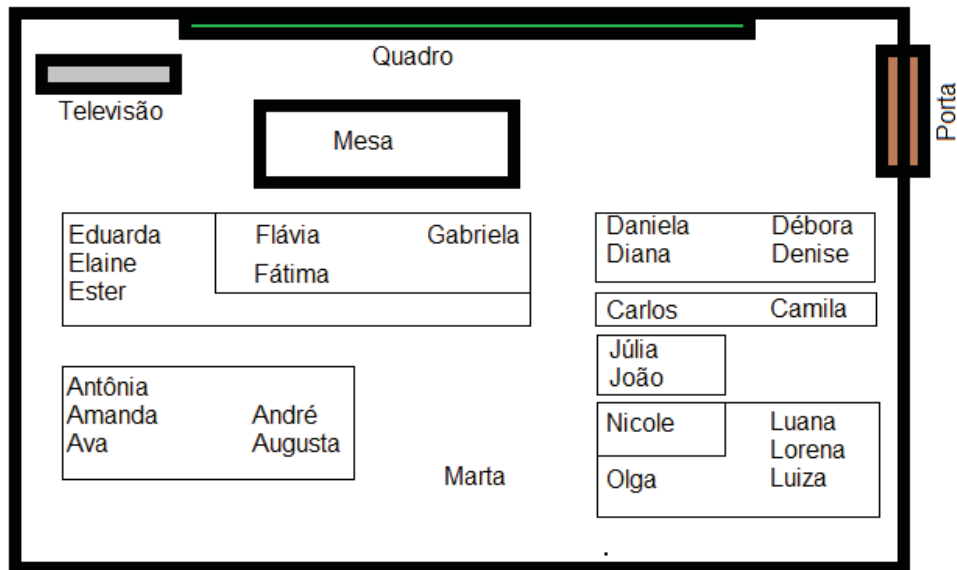 Quadro
Televisão
Porta
Mesa
Eduarda
Elaine
Ester
Flávia
Fátima
Gabriela
Daniela
Diana
Débora
Denise
Carlos
Camila
Júlia
João
Antônia
Amanda
Ava
André
Augusta
Marta
Nicole
Olga
Luana
Lorena
Luiza